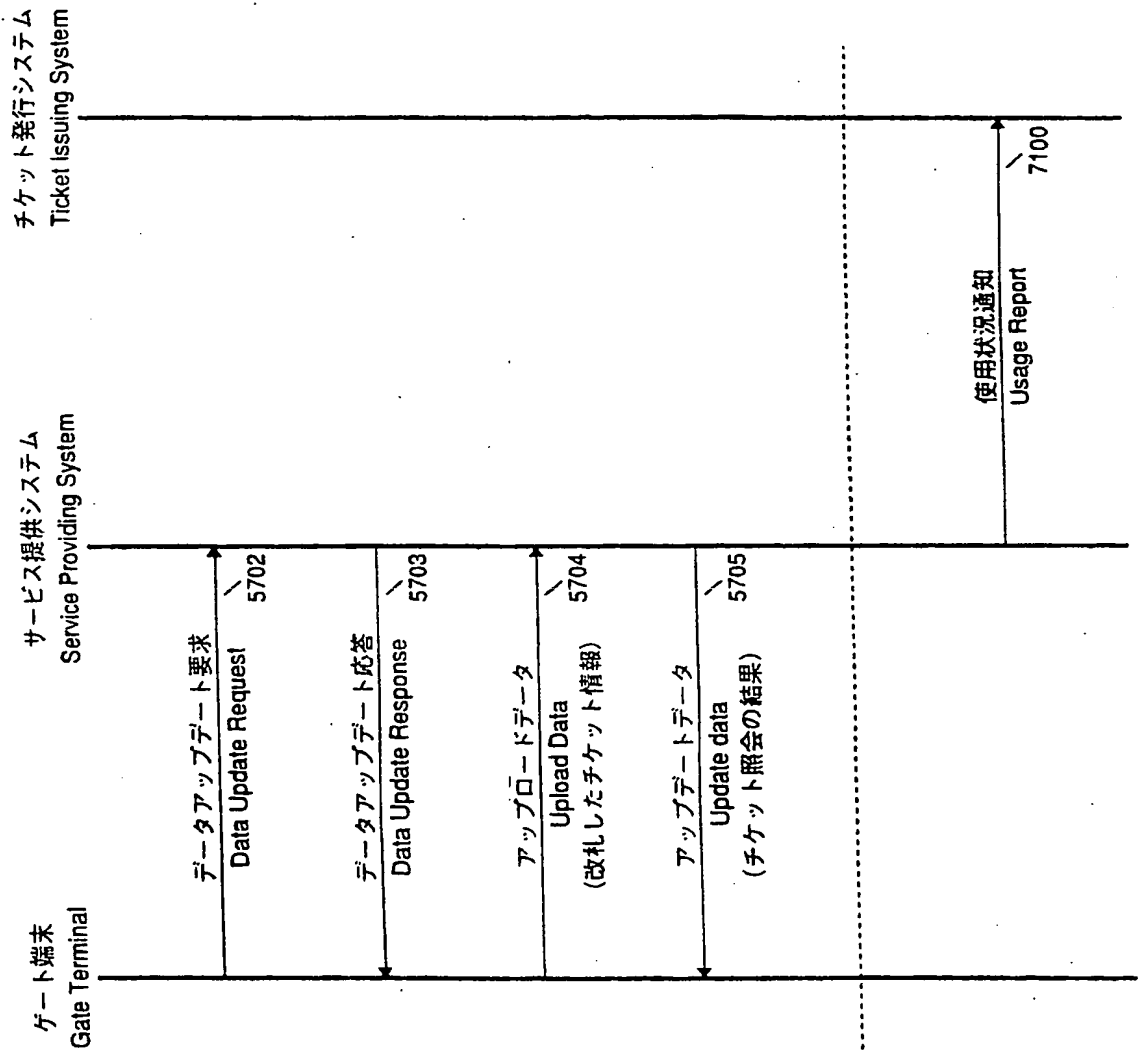 ゲート端末
Gate Terminal
サービス提供システム
Service Providing System
チケット発行システム
Ticket Issuing System
データアップデート要求
Data Update Request
5702
データアップデート応答
Data Update Response
5703
アップロードデータ
Upload Data
(改札したチケット情報)
5704
アップデートデータ
Update data
(チケット照会の結果)
5705
使用状況通知
Usage Report
7100